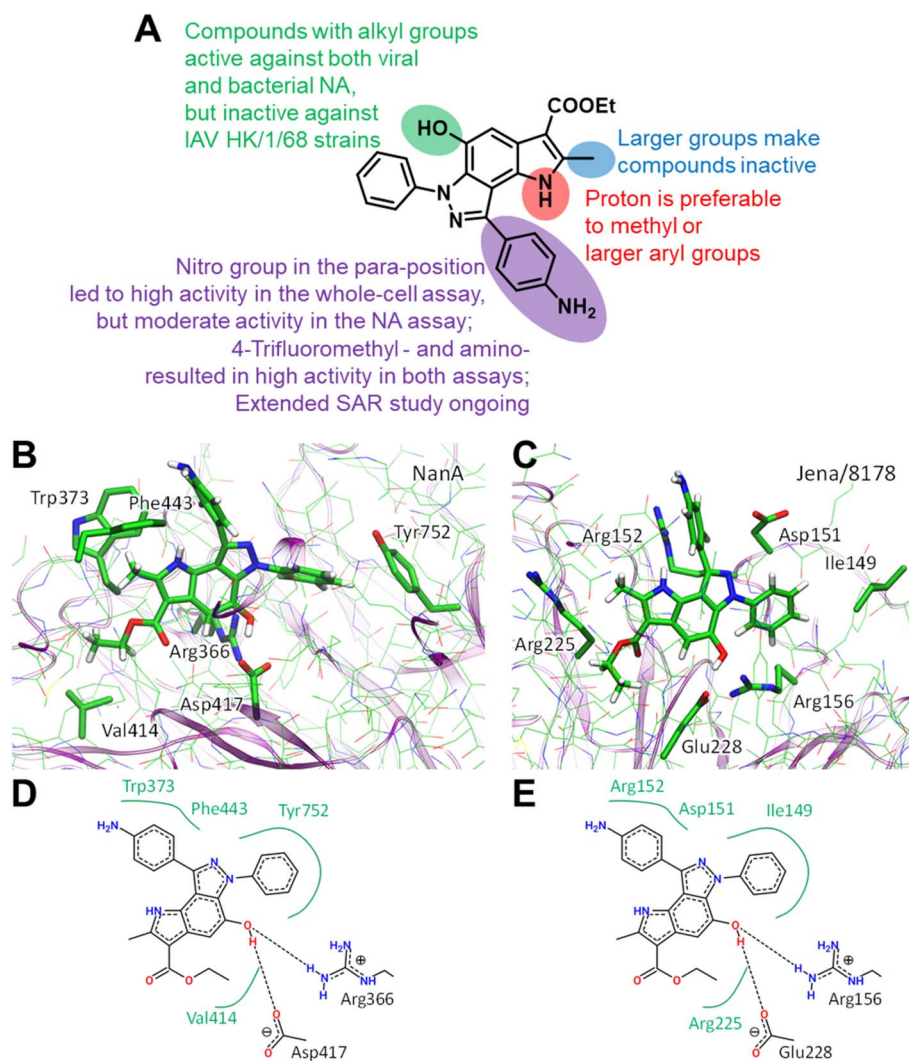 A
Compounds with alkyl groups
active against both viral
and bacterial NA,
but inactive against
IAV HK/1/68 strains
COOEt
HO
Larger groups make
compounds inactive
N
H
N
N
Proton is preferable
to methyl or
larger aryl groups
NH2
Nitro group in the para-position
led to high activity in the whole-cell assay,
but moderate activity in the NA assay;
4-Trifluoromethyl - and amino-
resulted in high activity in both assays;
Extended SAR study ongoing
B
NanA
Trp373
Phe443
Tyr752
Arg366
Asp417
Val414
C
Jena/8178
Arg152
Asp151
Ile149
Arg225
Arg156
Glu228
D
Trp373
Phe443
Tyr752
H2N
N
N
HN
O
H
O
O
H2N
H
N
H
NH
⊕
Arg366
Val414
O
⊖
O
Asp417
E
Arg152
Asp151
Ile149
H2N
N
N
HN
O
H
O
O
H2N
H
N
H
NH
⊕
Arg156
Arg225
O
⊖
O
Glu228